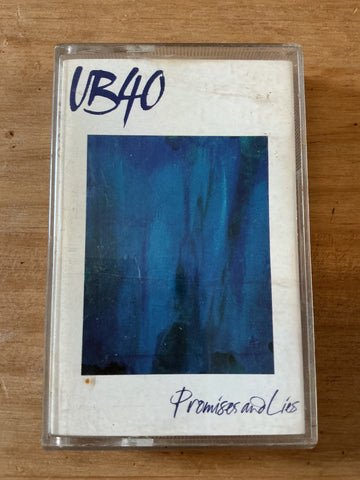 UB40
Promises and Lies